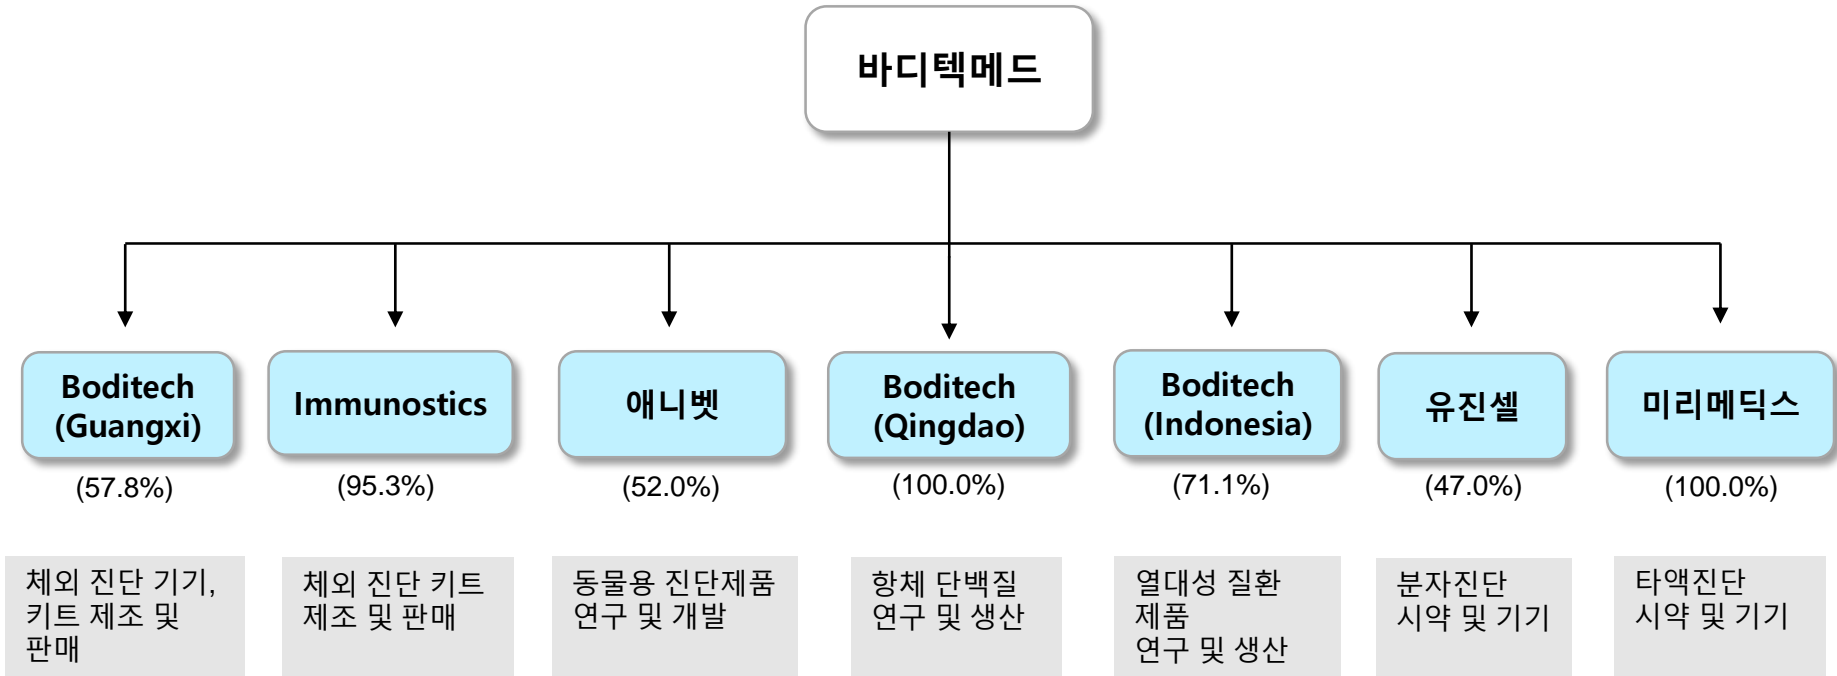 바디텍메드
Boditech
(Guangxi)
Immunostics
애니벳
Boditech
(Qingdao)
Boditech
(Indonesia)
유진셀
미리메딕스
(57.8%)
(95.3%)
(52.0%)
(100.0%)
(71.1%)
(47.0%)
(100.0%)
체외 진단 기기,
키트 제조 및
판매
체외 진단 키트
제조 및 판매
동물용 진단제품
연구 및 개발
항체 단백질
연구 및 생산
열대성 질환
제품
연구 및 생산
분자진단
시약 및 기기
타액진단
시약 및 기기